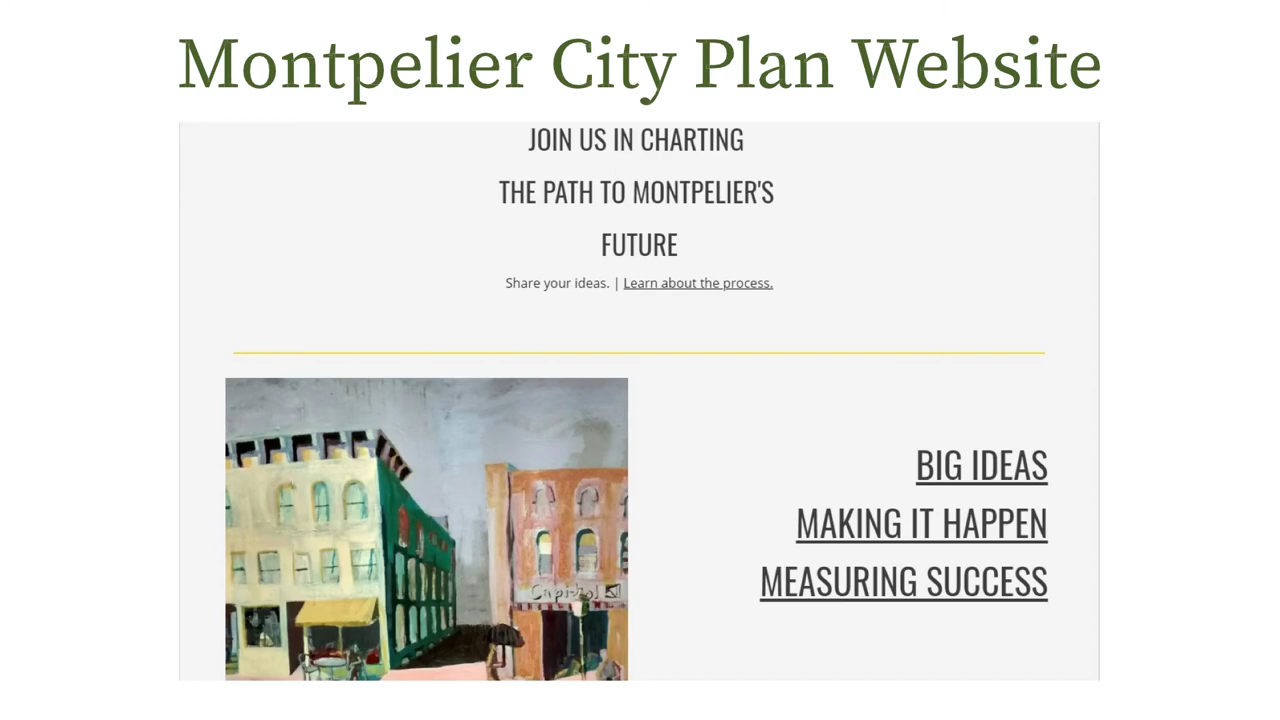 Montpelier City Plan Website
JOIN US IN CHARTING
THE PATH TO MONTPELIER'S
FUTURE
Share your ideas. | Learn about the process.
BIG IDEAS
MAKING IT HAPPEN
MEASURING SUCCESS
Capitol